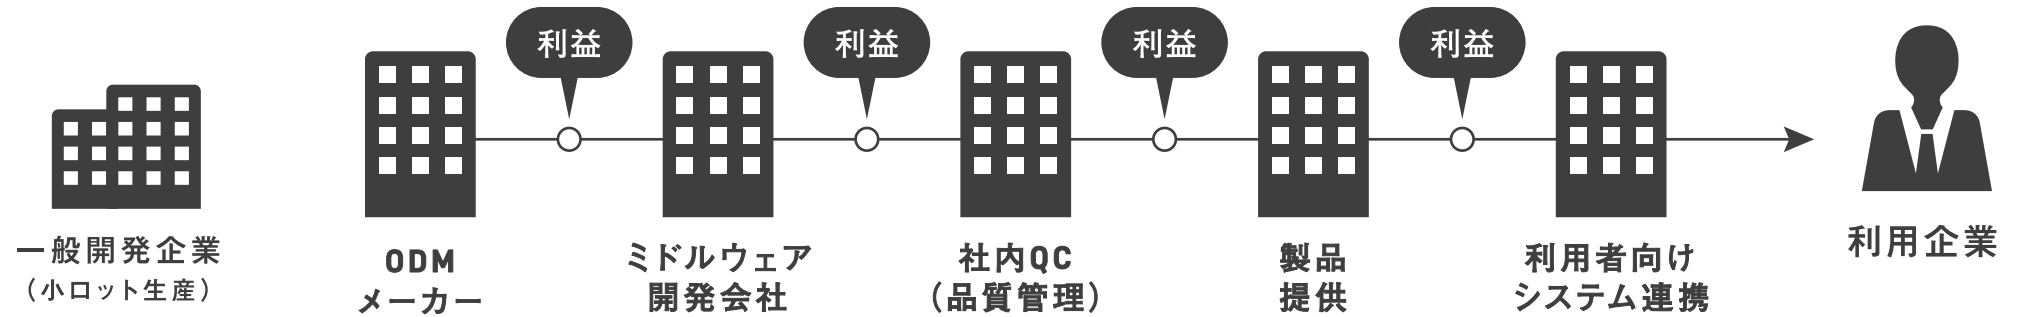 利益
利益
利益
利益
一般開発企業
（小ロット生産）
ODM
メーカー
ミドルウェア
開発会社
社内QC
（品質管理）
製品
提供
利用者向け
システム連携
利用企業